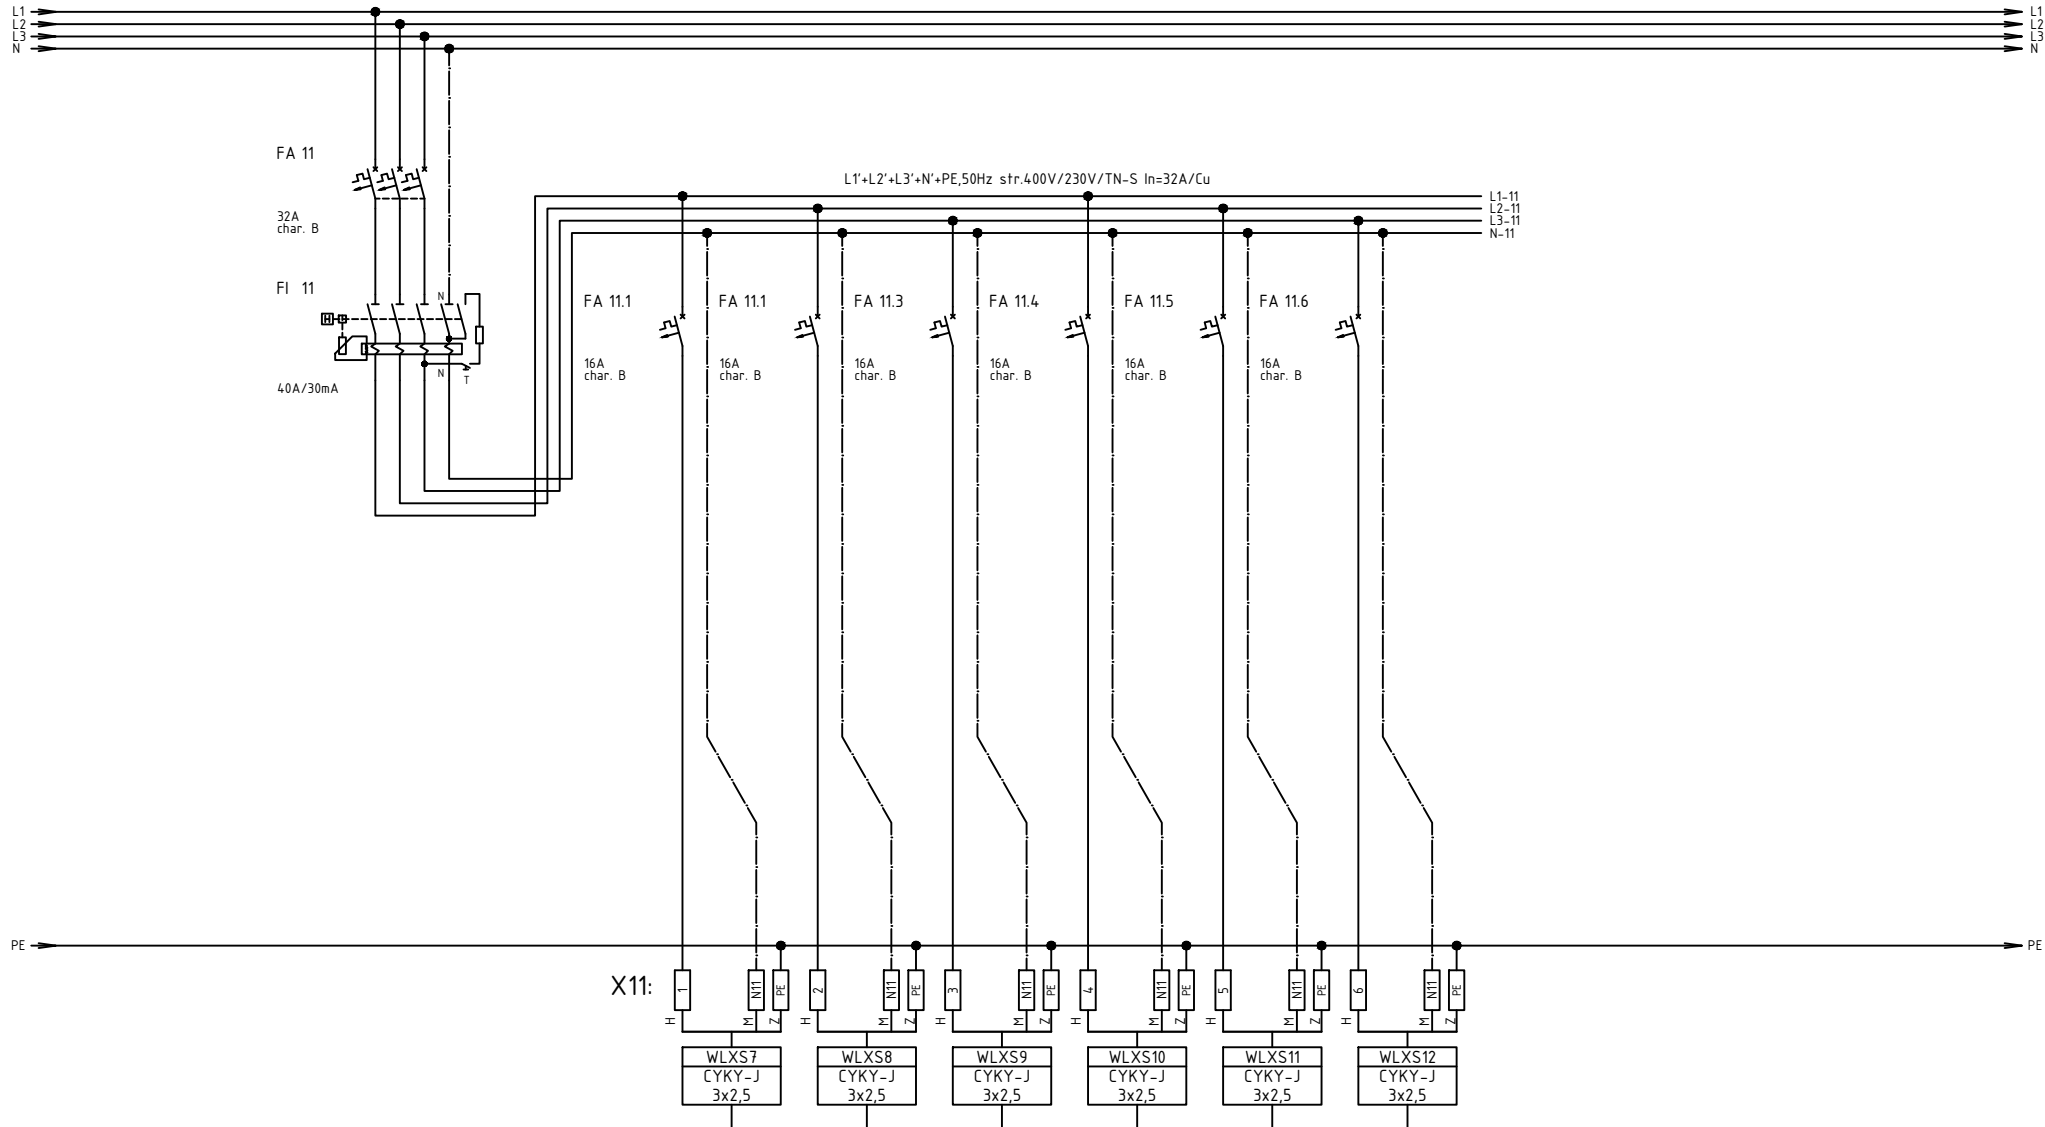 L1 L1
L2 L2
L3 L3
N N
FA 11
32A
char. B
FI 11
40A/30mA
N
N
T
L1'+L2'+L3'+N'+PE,50Hz str.400V/230V/TN-S In=32A/Cu
L1-11
L2-11
L3-11
N-11
FA 11.1 FA 11.1 FA 11.3 FA 11.4 FA 11.5 FA 11.6
16A 16A 16A 16A 16A 16A
char. B char. B char. B char. B char. B char. B
PE PE
X11: 1 N11 PE 2 N11 PE 3 N11 PE 4 N11 PE 5 N11 PE 6 N11 PE
H M Z H M Z H M Z H M Z H M Z H M Z
WLXS7 WLXS8 WLXS9 WLXS10 WLXS11 WLXS12
CYKY-J CYKY-J CYKY-J CYKY-J CYKY-J CYKY-J
3x2,5 3x2,5 3x2,5 3x2,5 3x2,5 3x2,5